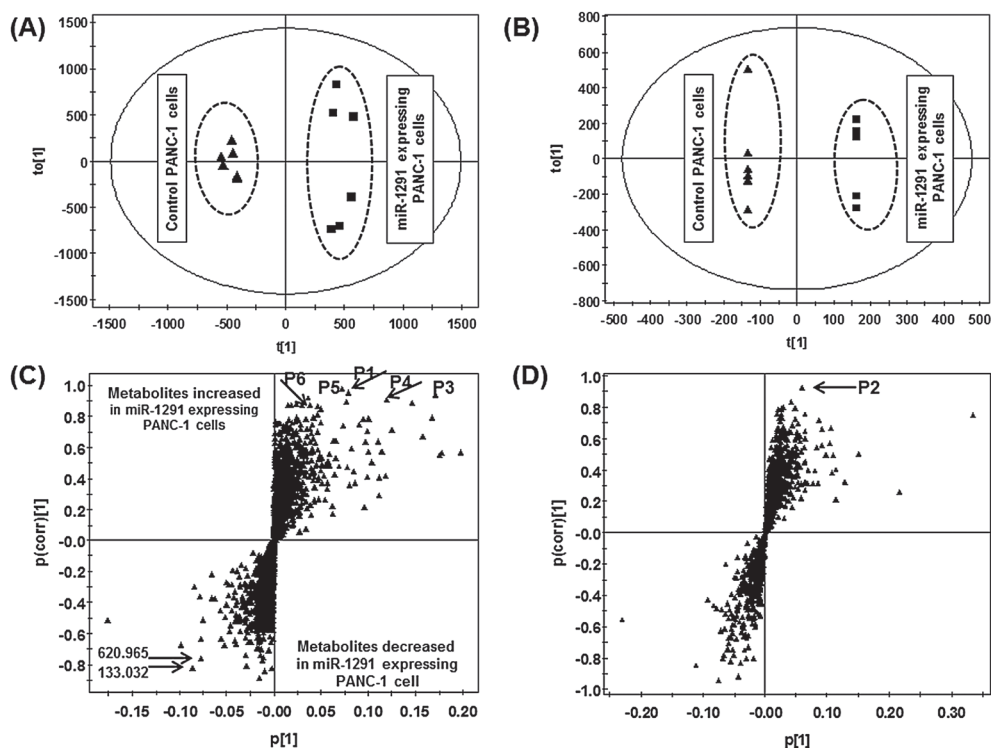 (A)
1500
1000
500
0
-500
-1000
-1500
to[1]
-1500
-1000
-500
0
500
1000
1500
t[1]
Control PANC-1 cells
miR-1291 expressing
PANC-1 cells
(B)
800
600
400
200
0
-200
-400
-600
-800
to[1]
-500
-400
-300
-200
-100
0
100
200
300
400
500
t[1]
Control PANC-1 cells
miR-1291 expressing
PANC-1 cells
(C)
1.0
0.8
0.6
0.4
0.2
-0.0
-0.2
-0.4
-0.6
-0.8
p(corr)[1]
Metabolites increased
in miR-1291 expressing
PANC-1 cells
P6
P5
P1
P4
P3
620.965
133.032
Metabolites decreased
in miR-1291 expressing
PANC-1 cell
-0.15
-0.10
-0.05
-0.00
0.05
0.10
0.15
0.20
p[1]
(D)
1.0
0.8
0.6
0.4
0.2
-0.0
-0.2
-0.4
-0.6
-0.8
-1.0
p(corr)[1]
P2
-0.20
-0.10
-0.00
0.10
0.20
0.30
p[1]